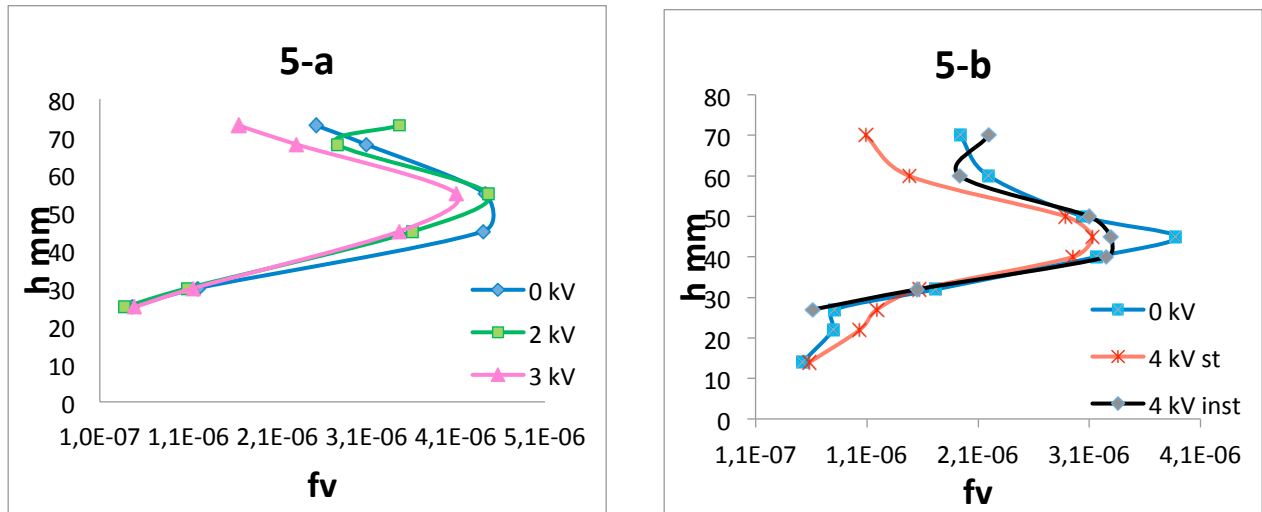 5-a
80
70
60
50
40
30
20
10
0
h mm
0 kV
2 kV
3 kV
1,0E-07 1,1E-06 2,1E-06 3,1E-06 4,1E-06 5,1E-06
fv
5-b
80
70
60
50
40
30
20
10
0
h mm
0 kV
4 kV st
4 kV inst
1,1E-07 1,1E-06 2,1E-06 3,1E-06 4,1E-06
fv